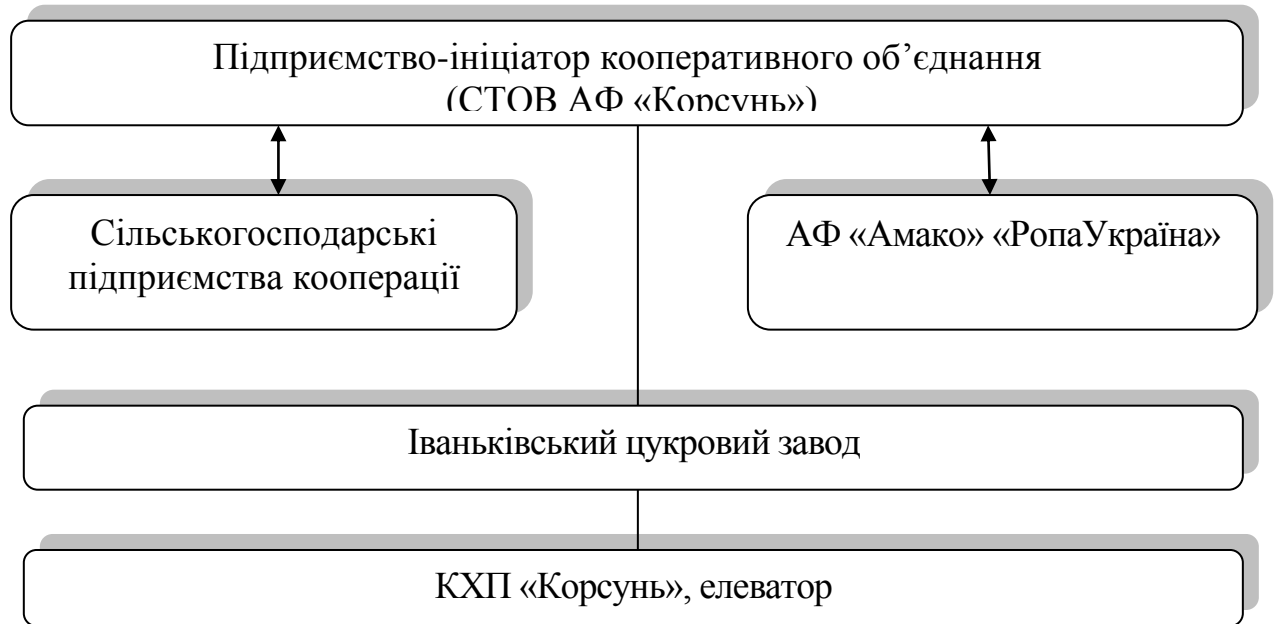 Підприємство-ініціатор кооперативного об’єднання
(СТОВ АФ «Корсунь»)
Сільськогосподарські
підприємства кооперації
АФ «Амако» «РопаУкраїна»
Іваньківський цукровий завод
КХП «Корсунь», елеватор